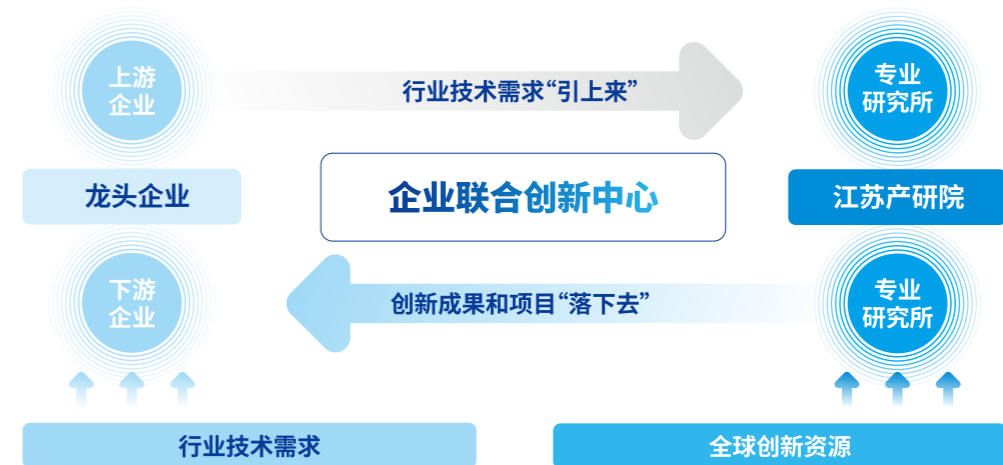 上游
企业
行业技术需求“引上来”
专业
研究所
龙头企业
企业联合创新中心
江苏产研院
下游
企业
创新成果和项目“落下去”
专业
研究所
行业技术需求
全球创新资源